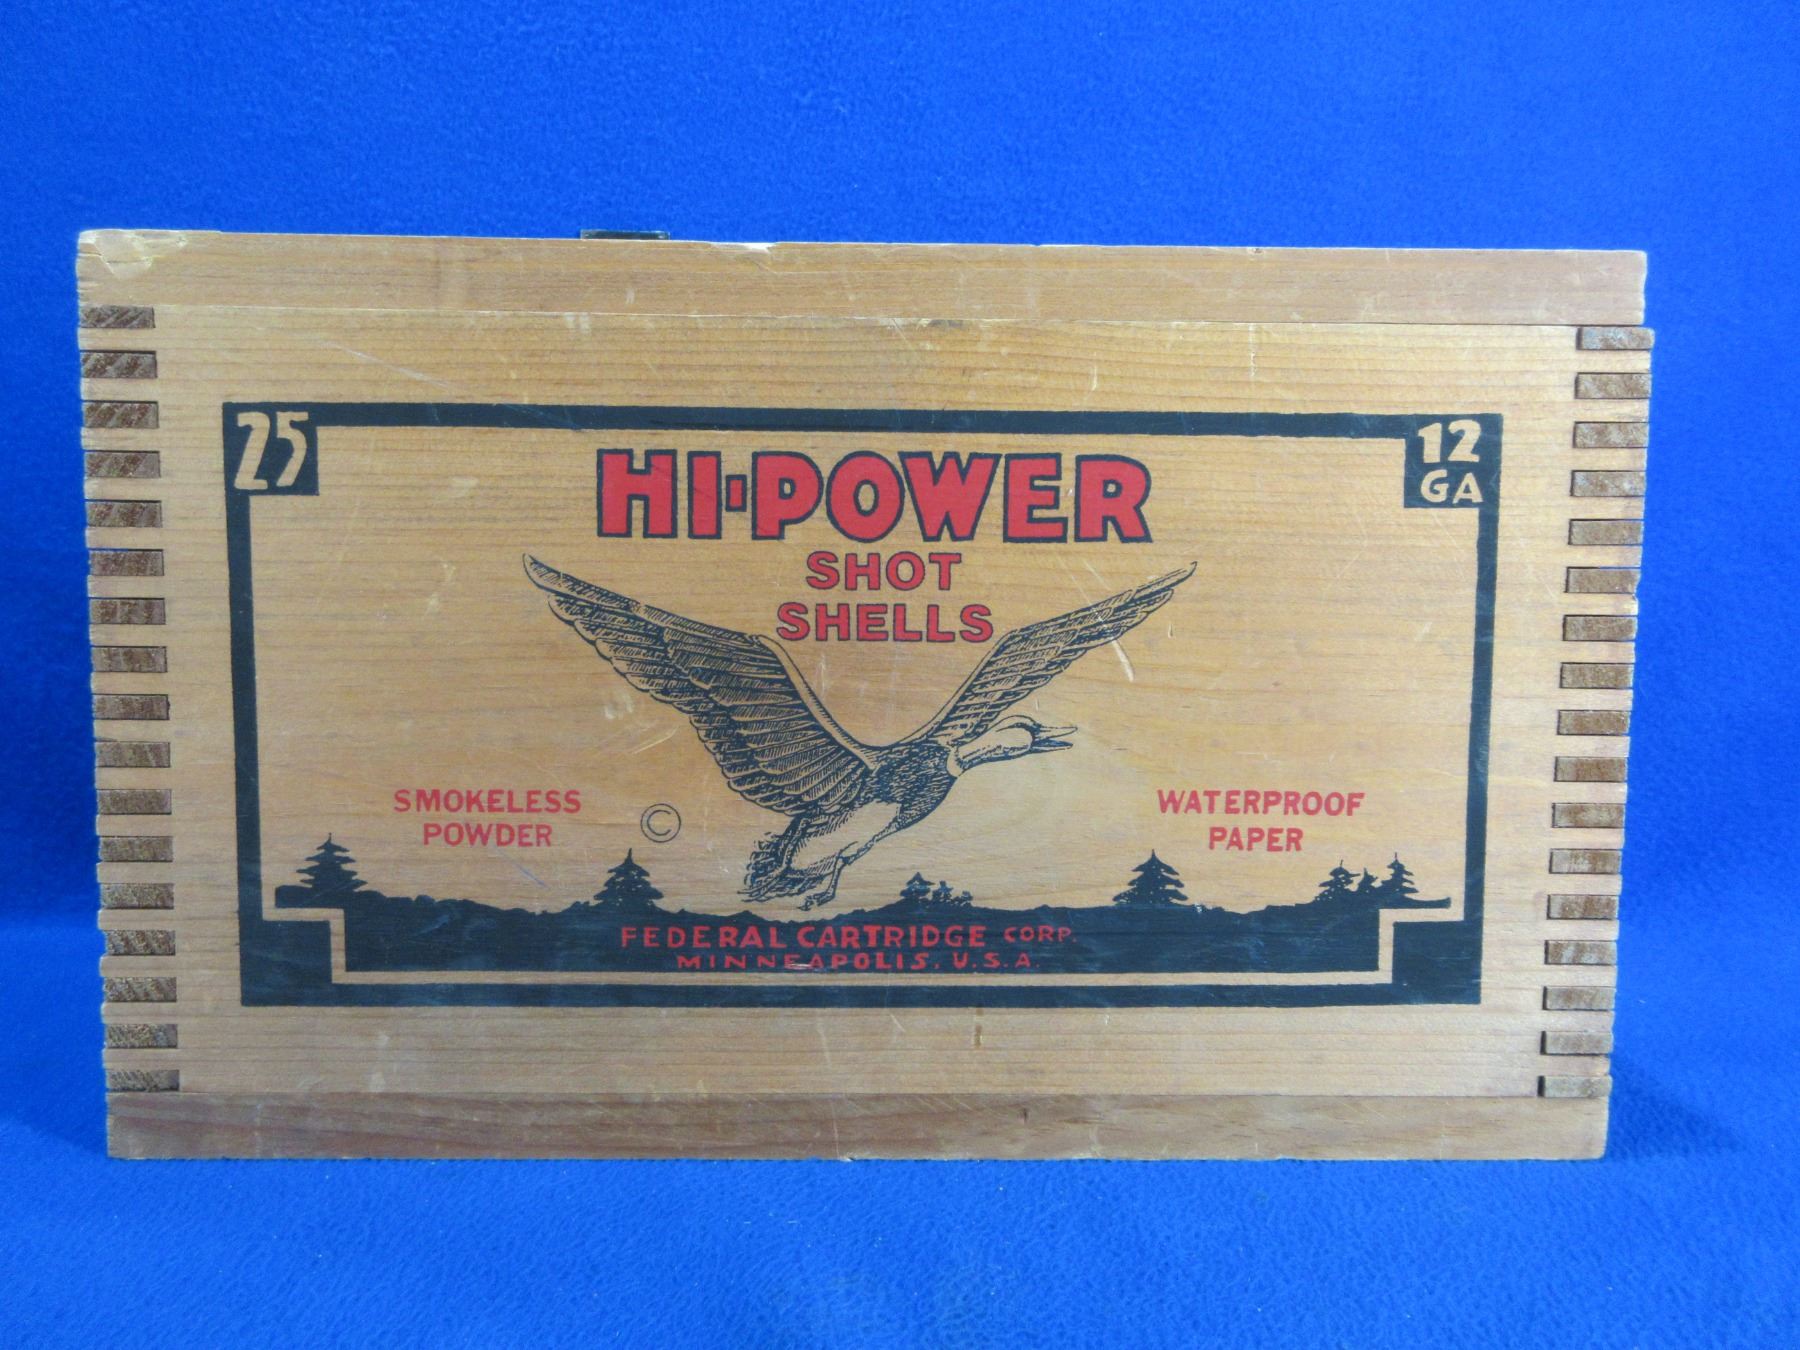 25
12
GA
HI-POWER
SHOT
SHELLS
SMOKELESS
POWDER
©
WATERPROOF
PAPER
FEDERAL CARTRIDGE CORP.
MINNEAPOLIS, U.S.A.